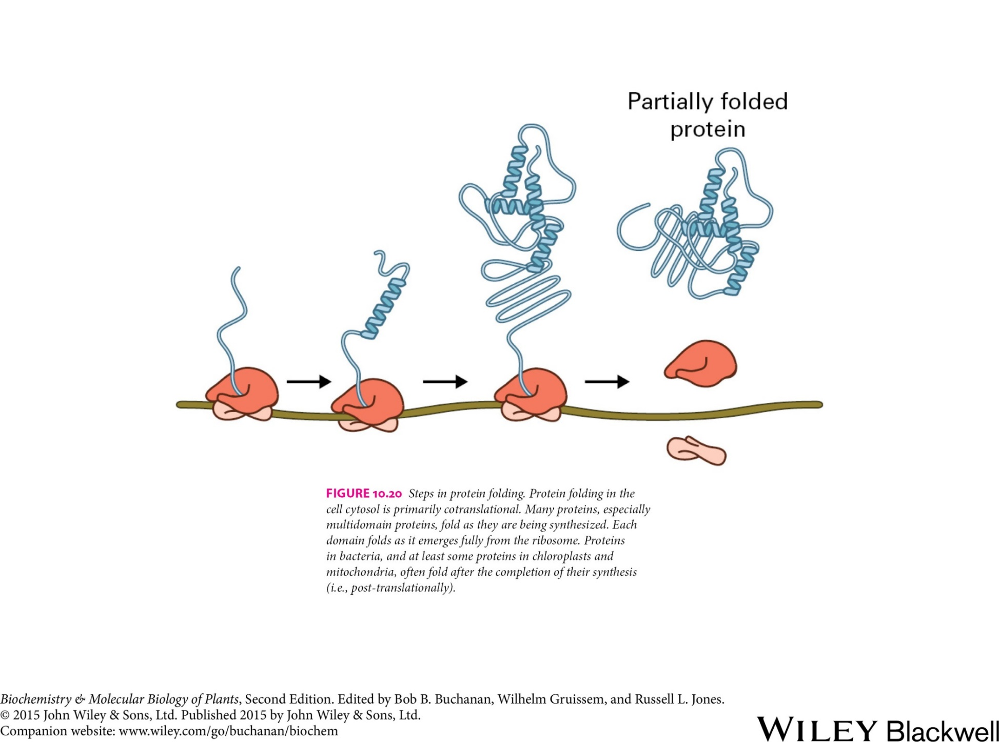 Partially folded
protein
FIGURE 10.20 Steps in protein folding. Protein folding in the
cell cytosol is primarily cotranslational. Many proteins, especially
multidomain proteins, fold as they are being synthesized. Each
domain folds as it emerges fully from the ribosome. Proteins
in bacteria, and at least some proteins in chloroplasts and
mitochondria, often fold after the completion of their synthesis
(i.e., post-translationally).
Biochemistry & Molecular Biology of Plants, Second Edition. Edited by Bob B. Buchanan, Wilhelm Gruissem, and Russell L. Jones.
© 2015 John Wiley & Sons, Ltd. Published 2015 by John Wiley & Sons, Ltd.
Companion website: www.wiley.com/go/buchanan/biochem
WILEY Blackwell